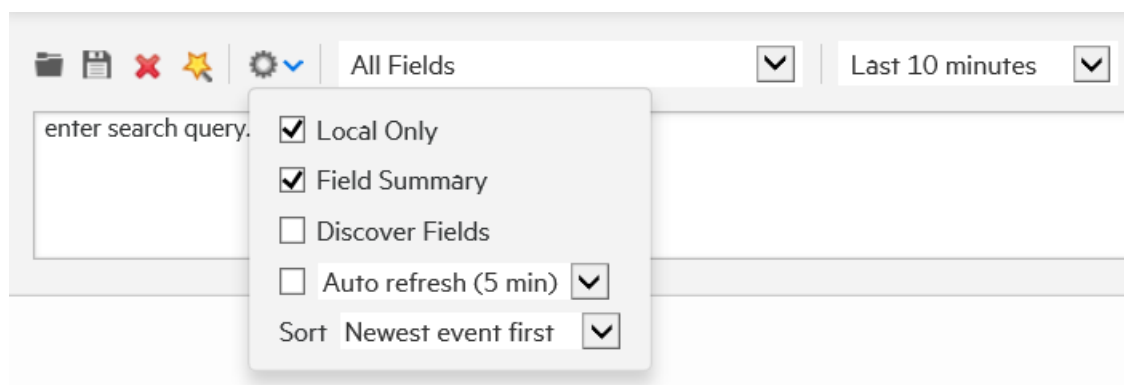 All Fields
Last 10 minutes
enter search query.
Local Only
Field Summary
Discover Fields
Auto refresh (5 min)
Sort Newest event first